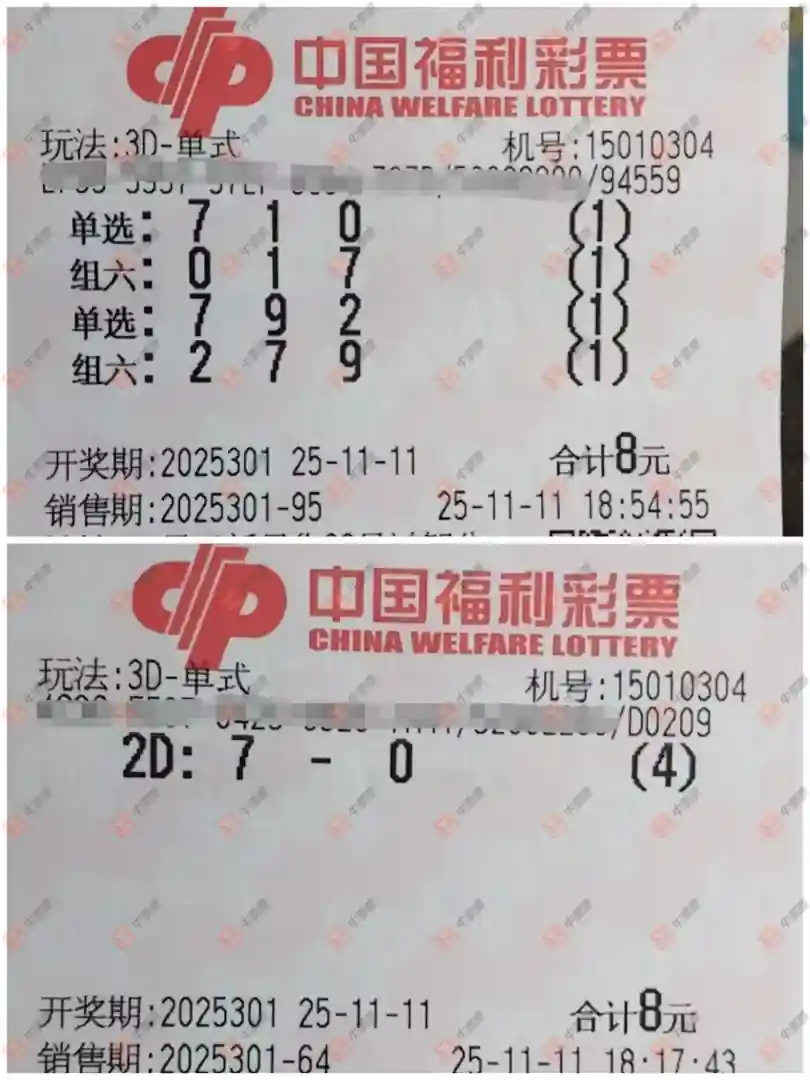 中国福利彩票
CHINA WELFARE LOTTERY
玩法:3D-单式 机号:15010304
/94559
单选: 7 1 0 (1)
组六: 0 1 7 (1)
单选: 7 9 2 (1)
组六: 2 7 9 (1)
开奖期:2025301 25-11-11 合计8元
销售期:2025301-95 25-11-11 18:54:55
中国福利彩票
CHINA WELFARE LOTTERY
玩法:3D-单式 机号:15010304
/D0209
2D: 7 - 0 (4)
开奖期:2025301 25-11-11 合计8元
销售期:2025301-64 25-11-11 18:17:43